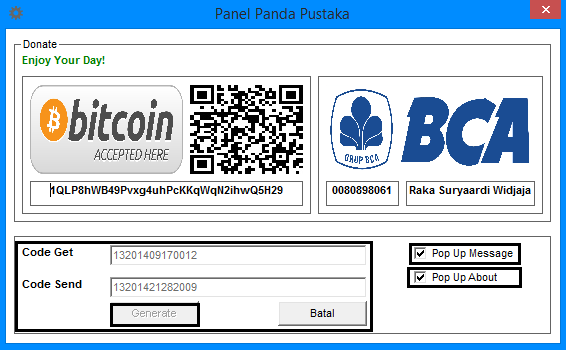 Panel Panda Pustaka
Donate
Enjoy Your Day!
bitcoin
ACCEPTED HERE
1QLP8hWB49Pvxg4uhPcKKqWqN2ihwQ5H29
GRUP BCA
BCA
0080898061
Raka Suryaardi Widjaja
Code Get
13201409170012
Code Send
13201421282009
Generate
Batal
Pop Up Message
Pop Up About